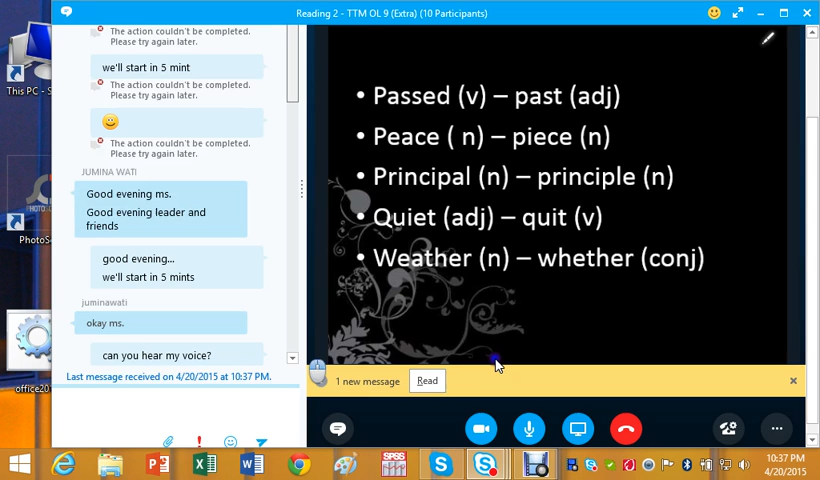 Reading 2 - TTM OL 9 (Extra) (10 Participants)
The action couldn't be completed.
Please try again later.
we'll start in 5 mint
The action couldn't be completed.
Please try again later.
The action couldn't be completed.
Please try again later.
JUMINA WATI
Good evening ms.
Good evening leader and
friends
good evening...
we'll start in 5 mints
juminawati
okay ms.
can you hear my voice?
Last message received on 4/20/2015 at 10:37 PM.
This PC - S
PhotoS
office20
• Passed (v) – past (adj)
• Peace ( n) – piece (n)
• Principal (n) – principle (n)
• Quiet (adj) – quit (v)
• Weather (n) – whether (conj)
1 new message
Read
SPSS
10:37 PM
4/20/2015